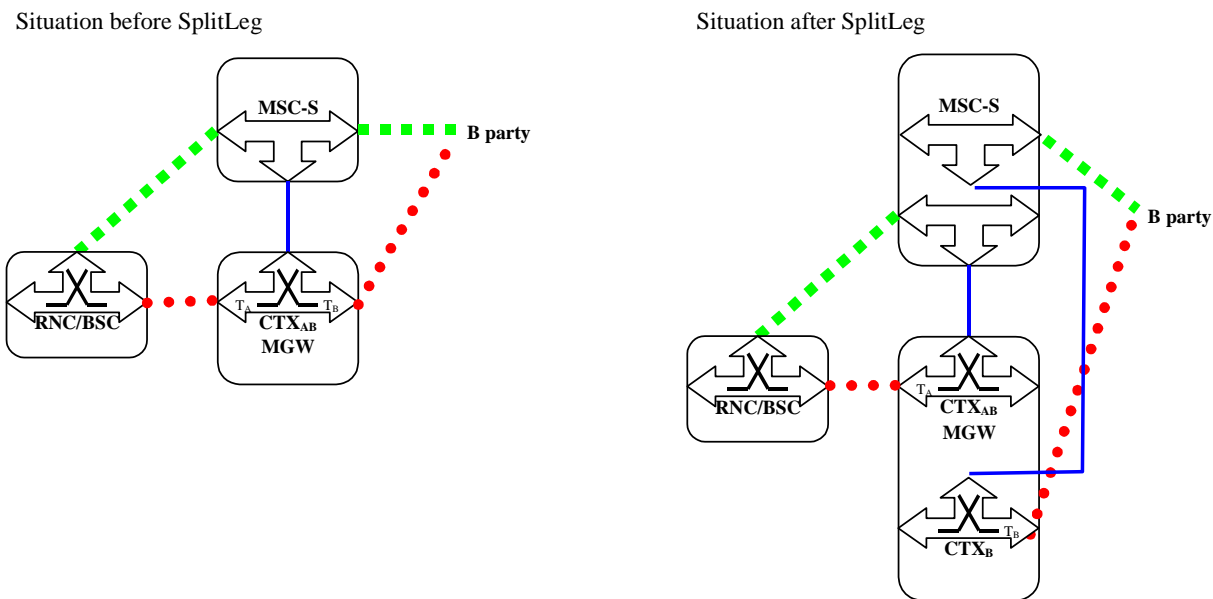 Situation before SplitLeg
MSC-S
B party
RNC/BSC
TA TB
CTXAB
MGW
Situation after SplitLeg
MSC-S
B party
RNC/BSC
TA
CTXAB
MGW
TB
CTXB